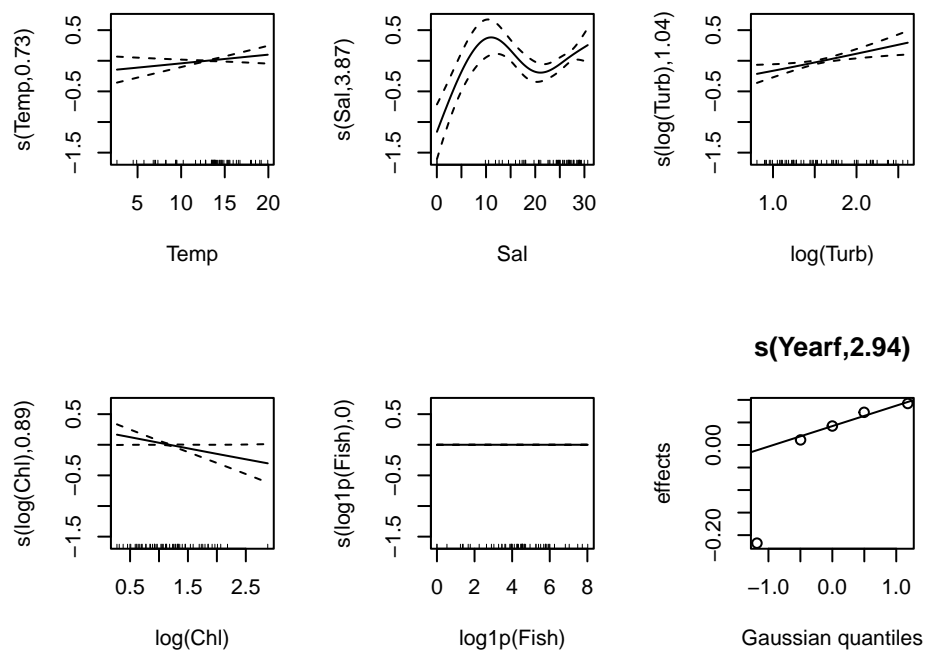 s(Temp,0.73)
0.5
−0.5
−1.5
5 10 15 20
Temp
s(Sal,3.87)
0.5
−0.5
−1.5
0 10 20 30
Sal
s(log(Turb),1.04)
0.5
−0.5
−1.5
1.0 2.0
log(Turb)
s(log(Chl),0.89)
0.5
−0.5
−1.5
0.5 1.5 2.5
log(Chl)
s(log1p(Fish),0)
0.5
−0.5
−1.5
0 2 4 6 8
log1p(Fish)
s(Yearf,2.94)
effects
0.00
−0.20
−1.0 0.0 1.0
Gaussian quantiles